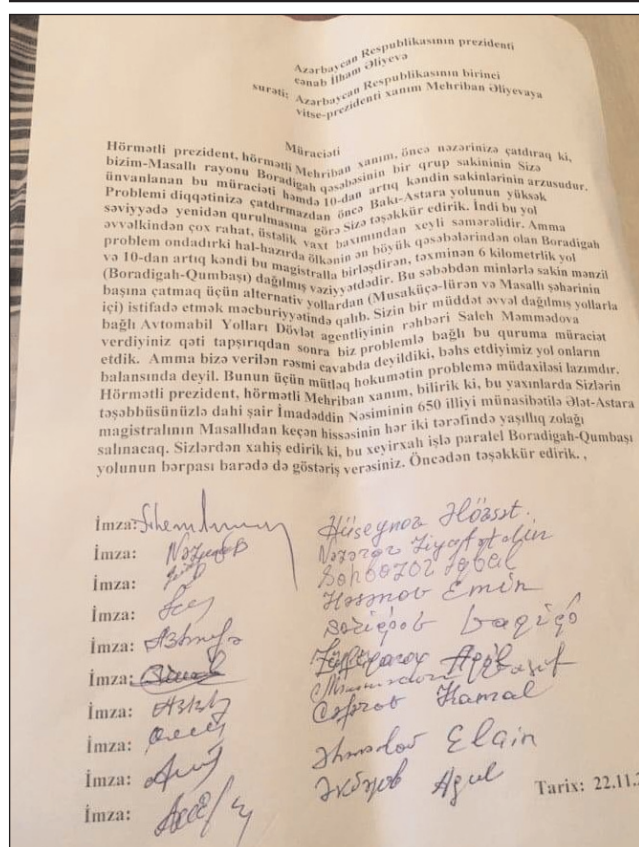 Azərbaycan Respublikasının prezidenti
cənab İlham Əliyevə
surəti: Azərbaycan Respublikasının birinci
vitse-prezidenti xanım Mehriban Əliyevaya
Müraciəti
Hörmətli prezident, hörmətli Mehriban xanım, öncə nəzərinizə çatdıraq ki,
bizim-Masallı rayonu Boradigah qəsəbəsinin bir qrup sakininin Sizə
ünvanlanan bu müraciəti həmdə 10-dan artıq kəndin sakinlərinin arzusudur.
Problemi diqqətinizə çatdırmazdan öncə Bakı-Astara yolunun yüksək
səviyyədə yenidən qurulmasına görə Sizə təşəkkür edirik. İndi bu yol
əvvəlkindən çox rahat, üstəlik vaxt baxımından xeyli səmərəlidir. Amma
problem ondadırki hal-hazırda ölkənin ən böyük qəsəbələrindən olan Boradigah
və 10-dan artıq kəndi bu magistralla birləşdirən, təxminən 6 kilometrlik yol
(Boradigah-Qumbaşı) dağılmış vəziyyətdədir. Bu səbəbdən minlərlə sakin mənzil
başına çatmaq üçün alternativ yollardan (Musaküçə-lürən və Masallı şəhərinin
içi) istifadə etmək məcburiyyətində qalıb. Sizin bir müddət əvvəl dağılmış yollarla
bağlı Avtomabil Yolları Dövlət agentliyinin rəhbəri Saleh Məmmədova
verdiyiniz qəti tapşırıqdan sonra biz problemlə bağlı bu quruma müraciət
etdik. Amma bizə verilən rəsmi cavabda deyildiki, bəhs etdiyimiz yol onların
balansında deyil. Bunun üçün mütləq hokumətin problemə müdaxiləsi lazımdır.
Hörmətli prezident, hörmətli Mehriban xanım, bilirik ki, bu yaxınlarda Sizlərin
təşəbbüsünüzlə dahi şair İmadəddin Nəsiminin 650 illiyi münasibətilə Ələt-Astara
magistralının Masallıdan keçən hissəsinin hər iki tərəfində yaşıllıq zolağı
salınacaq. Sizlərdən xahiş edirik ki, bu xeyirxah işlə paralel Boradigah-Qumbaşı
yolunun bərpası barədə də göstəriş verəsiniz. Öncədən təşəkkür edirik. ,
İmza:
İmza:
İmza:
İmza: Həsənov Emin
İmza:
İmza:
İmza: Kamal
İmza: Əhmədov Elçin
İmza: Aqul
İmza:
Tarix: 22.11.